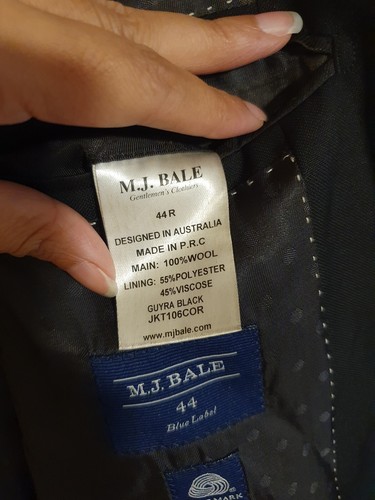 M.J. BALE
Gentlemen's Clothiers
44 R
DESIGNED IN AUSTRALIA
MADE IN P.R.C
MAIN: 100%WOOL
LINING: 55%POLYESTER
45%VISCOSE
GUYRA BLACK
JKT106COR
www.mjbale.com
M.J. BALE
44
Blue Label